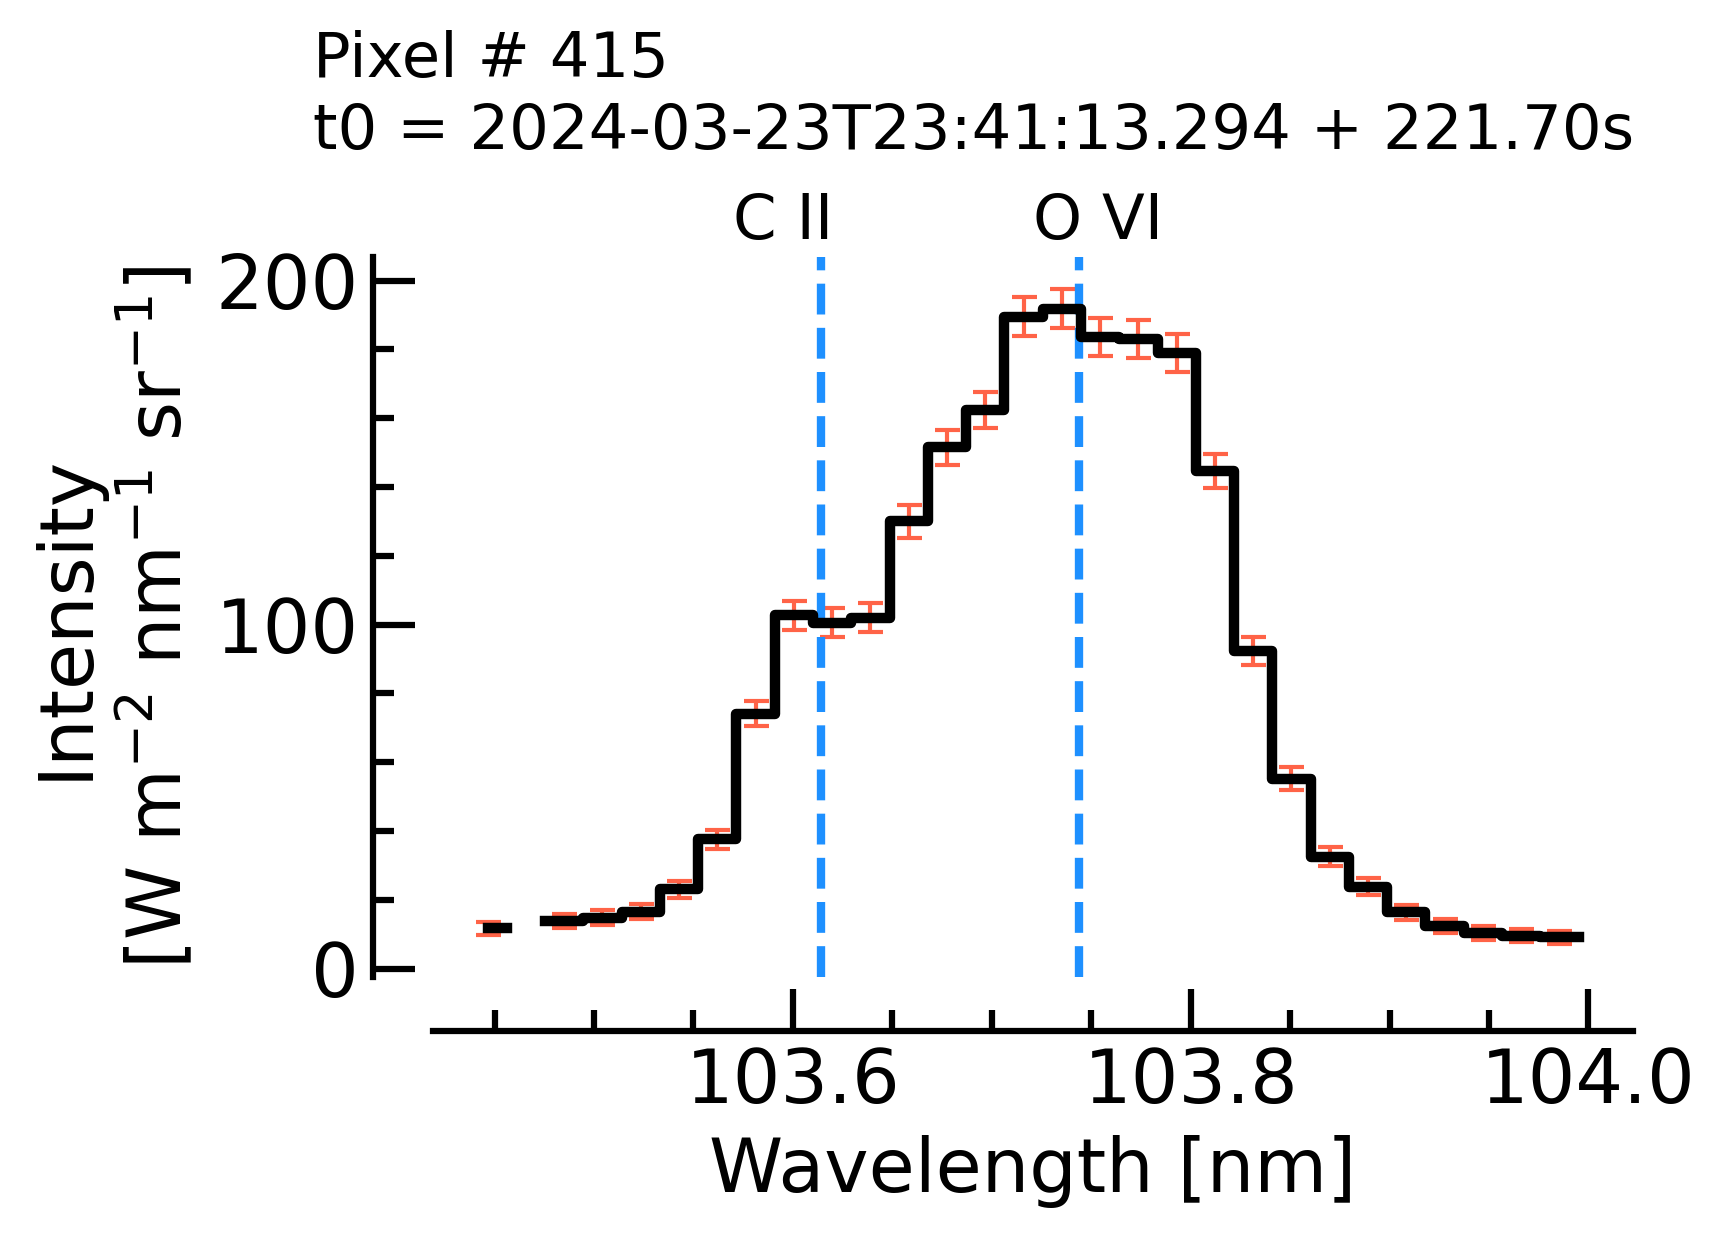 Pixel # 415
t0 = 2024-03-23T23:41:13.294 + 221.70s
C II
O VI
Intensity
[W m⁻² nm⁻¹ sr⁻¹]
200
100
0
103.6
103.8
104.0
Wavelength [nm]